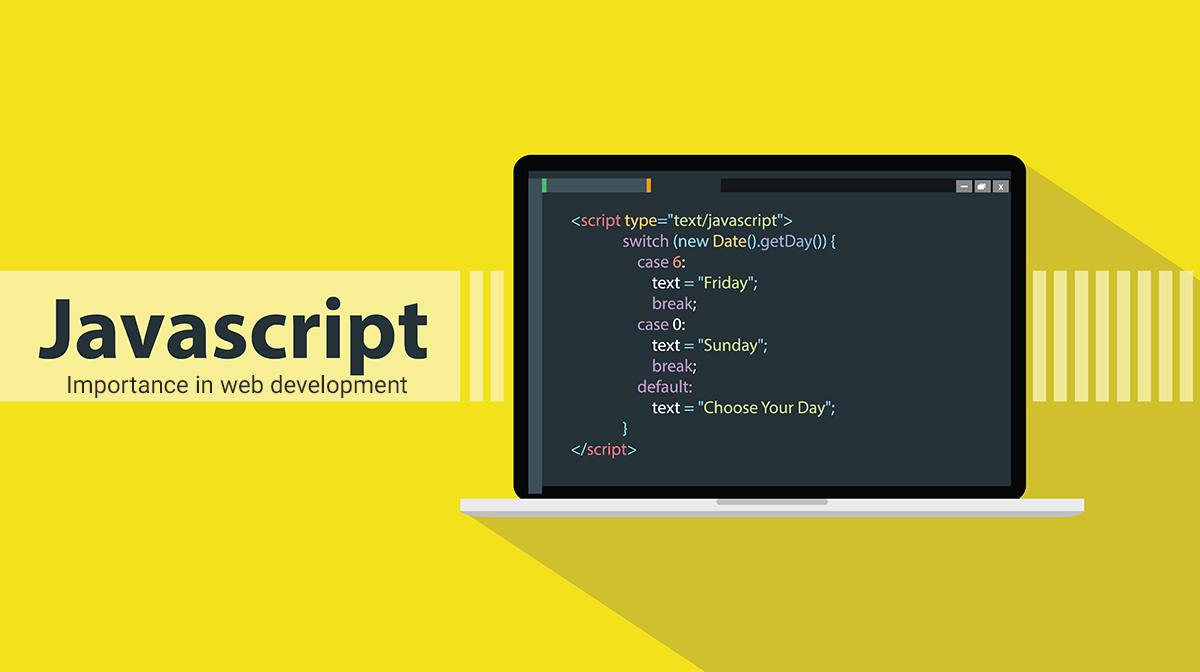 Javascript
Importance in web development
<script type="text/javascript">
switch (new Date().getDay()) {
case 6:
text = "Friday";
break;
case 0:
text = "Sunday";
break;
default:
text = "Choose Your Day";
}
</script>